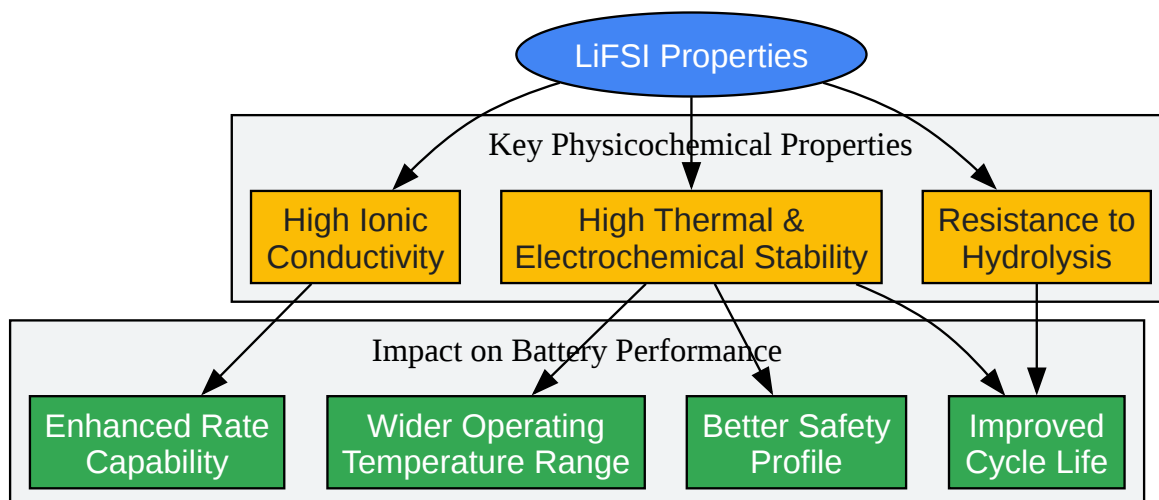 LiFSI Properties
Key Physicochemical Properties
High Ionic
Conductivity
High Thermal &
Electrochemical Stability
Resistance to
Hydrolysis
Impact on Battery Performance
Enhanced Rate
Capability
Wider Operating
Temperature Range
Better Safety
Profile
Improved
Cycle Life